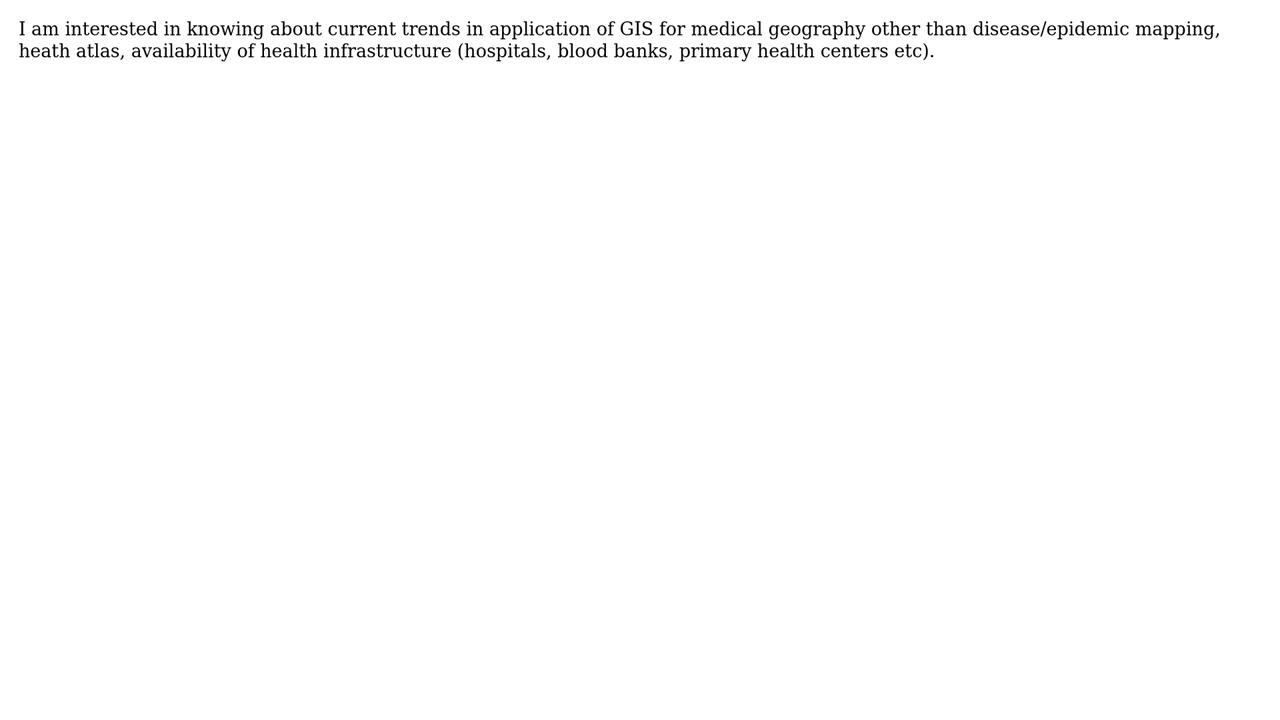 I am interested in knowing about current trends in application of GIS for medical geography other than disease/epidemic mapping,
heath atlas, availability of health infrastructure (hospitals, blood banks, primary health centers etc).